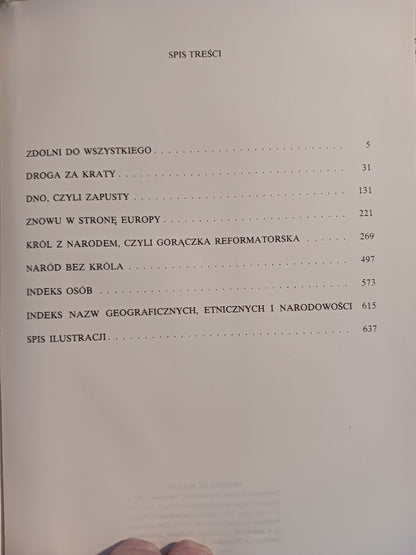 SPIS TREŚCI
ZDOLNI DO WSZYSTKIEGO . . . . . . . . . . . . . . . . . . . . . . . . . . . 5
DROGA ZA KRATY . . . . . . . . . . . . . . . . . . . . . . . . . . . . . . . 31
DNO, CZYLI ZAPUSTY . . . . . . . . . . . . . . . . . . . . . . . . . . . . 131
ZNOWU W STRONĘ EUROPY . . . . . . . . . . . . . . . . . . . . . . . . 221
KRÓL Z NARODEM, CZYLI GORĄCZKA REFORMATORSKA . . . . . . 269
NARÓD BEZ KRÓLA . . . . . . . . . . . . . . . . . . . . . . . . . . . . . 497
INDEKS OSÓB . . . . . . . . . . . . . . . . . . . . . . . . . . . . . . . . 573
INDEKS NAZW GEOGRAFICZNYCH, ETNICZNYCH I NARODOWOŚCI 615
SPIS ILUSTRACJI . . . . . . . . . . . . . . . . . . . . . . . . . . . . . . . 637